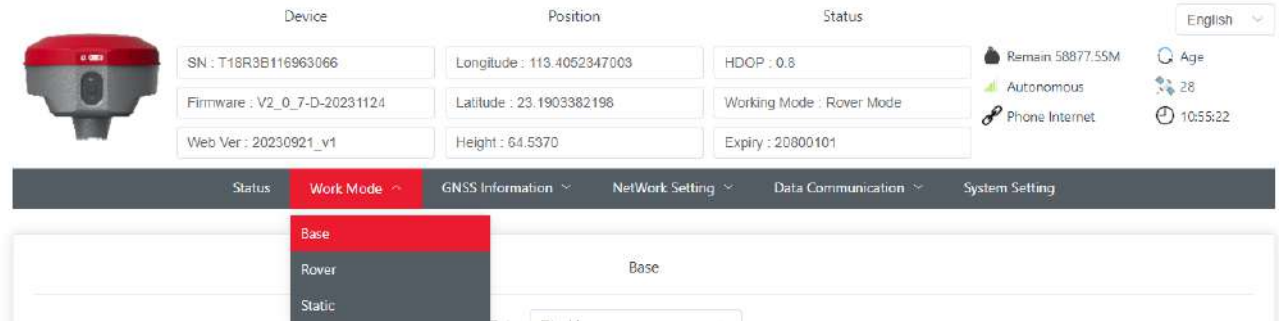 Device Position Status English
SN : T18R3B116963066 Longitude : 113.4052347003 HDOP : 0.8 Remain 58877.55M Age
Firmware : V2_0_7-D-20231124 Latitude : 23.1903382198 Working Mode : Rover Mode Autonomous 28
Web Ver : 20230921_v1 Height : 64.5370 Expiry : 20800101 Phone Internet 10:55:22
Status Work Mode GNSS Information NetWork Setting Data Communication System Setting
Base
Rover
Base
Static